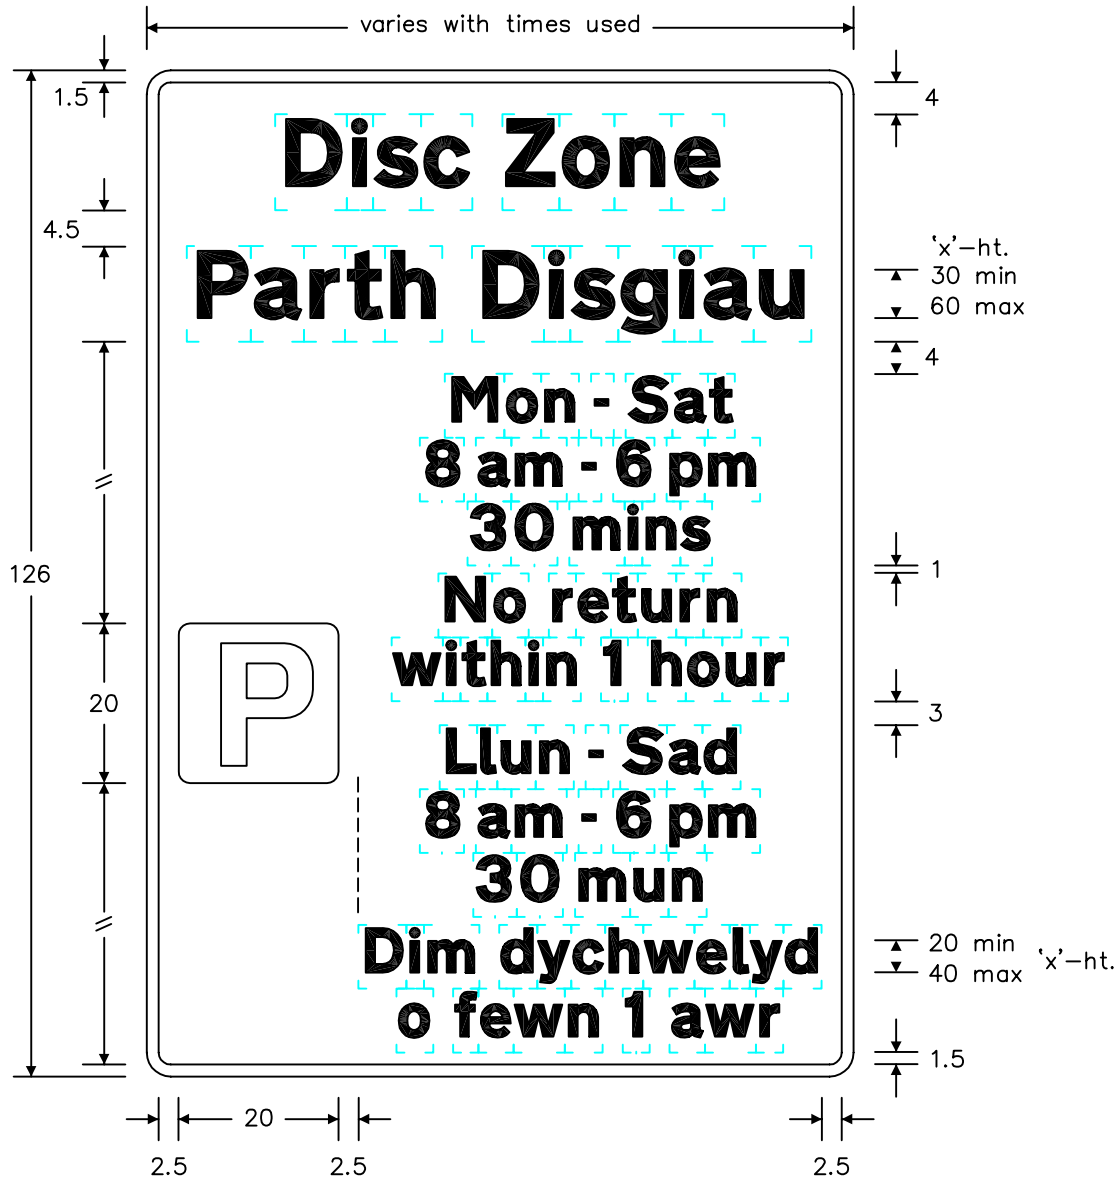 varies with times used
1.5
4
Disc Zone
4.5
Parth Disgiau
'x'-ht.
30 min
60 max
4
Mon - Sat
8 am - 6 pm
30 mins
1
126
No return
within 1 hour
P
20
3
Llun - Sad
8 am - 6 pm
30 mun
Dim dychwelyd
20 min
40 max 'x'-ht.
o fewn 1 awr
1.5
20
2.5 2.5 2.5